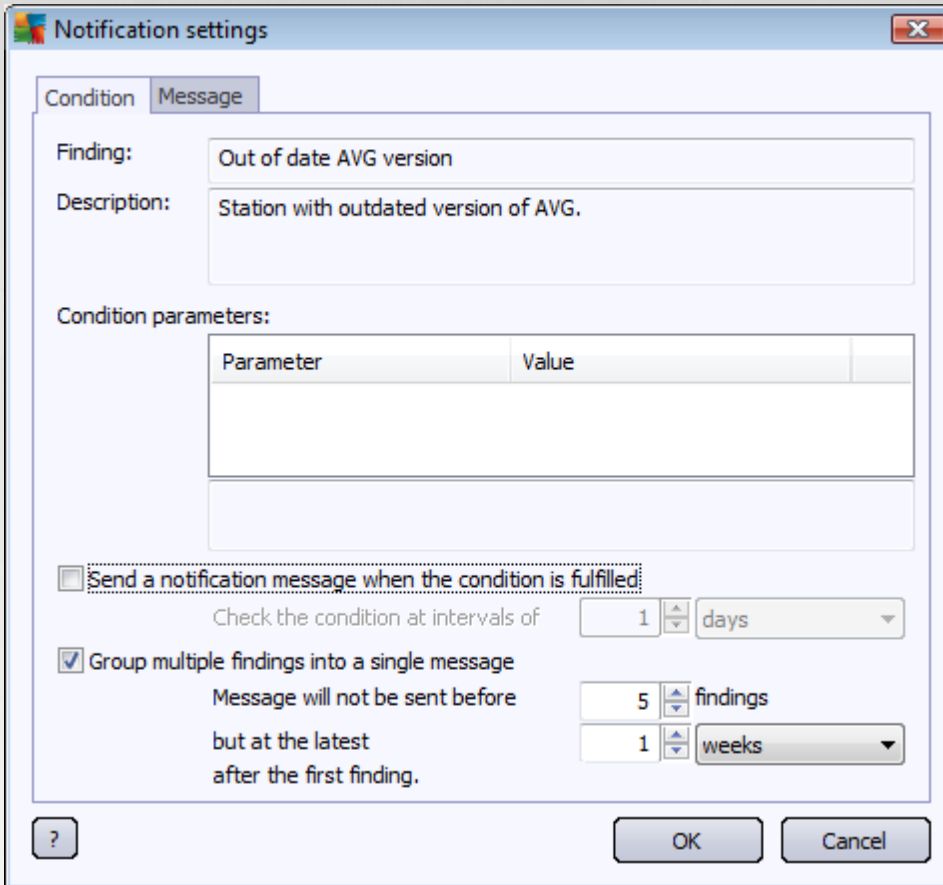 Notification settings
Condition Message
Finding: Out of date AVG version
Description: Station with outdated version of AVG.
Condition parameters:
Parameter Value
Send a notification message when the condition is fulfilled
Check the condition at intervals of 1 days
Group multiple findings into a single message
Message will not be sent before 5 findings
but at the latest 1 weeks
after the first finding.
? OK Cancel